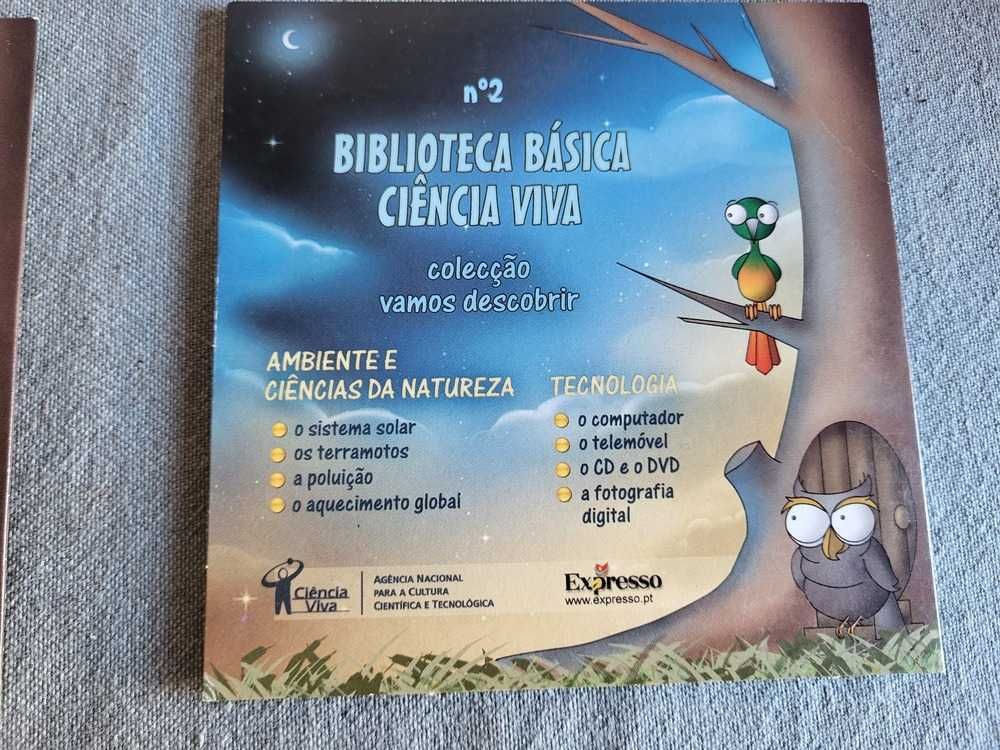 nº2
BIBLIOTECA BÁSICA
CIÊNCIA VIVA
colecção
vamos descobrir
AMBIENTE E
CIÊNCIAS DA NATUREZA
o sistema solar
os terramotos
a poluição
o aquecimento global
TECNOLOGIA
o computador
o telemóvel
o CD e o DVD
a fotografia
digital
Ciência
Viva
AGÊNCIA NACIONAL
PARA A CULTURA
CIENTÍFICA E TECNOLÓGICA
Expresso
www.expresso.pt